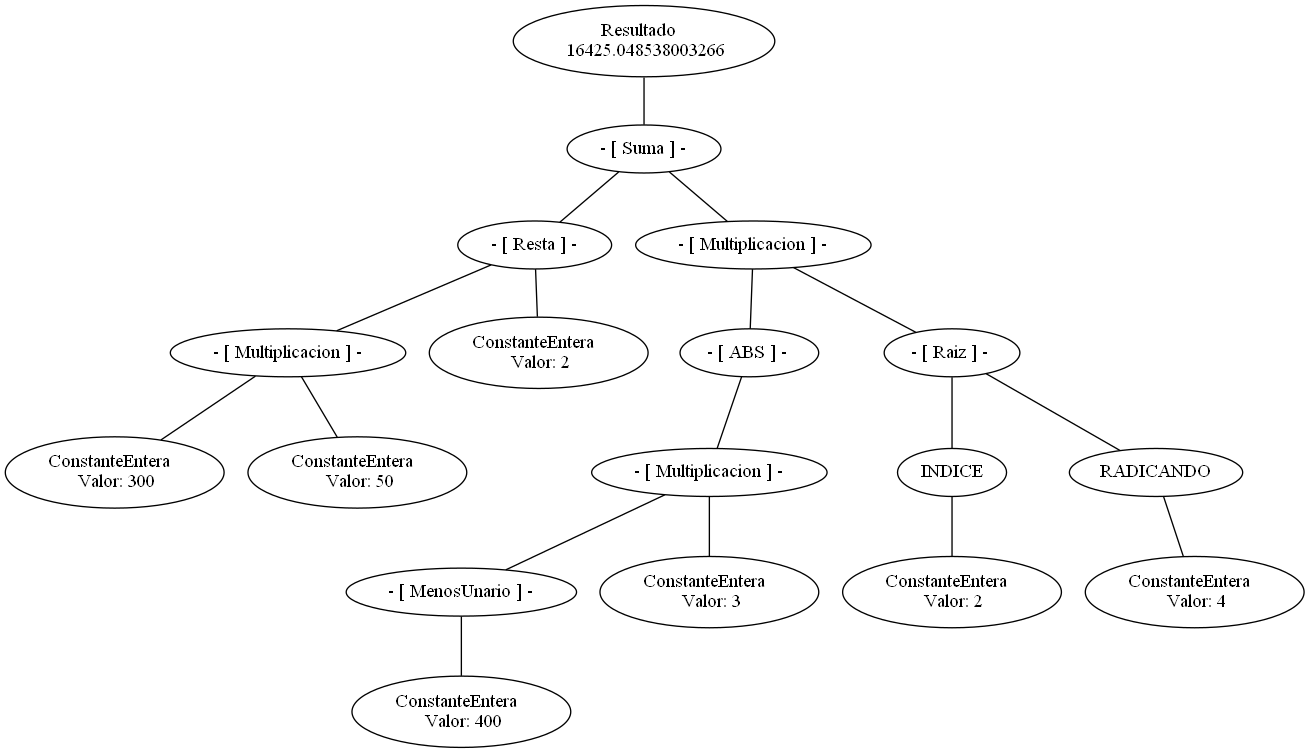 Resultado
16425.048538003266
- [ Suma ] -
- [ Resta ] -
- [ Multiplicacion ] -
- [ Multiplicacion ] -
ConstanteEntera
Valor: 2
- [ ABS ] -
- [ Raiz ] -
ConstanteEntera
Valor: 300
ConstanteEntera
Valor: 50
- [ Multiplicacion ] -
INDICE
RADICANDO
- [ MenosUnario ] -
ConstanteEntera
Valor: 3
ConstanteEntera
Valor: 2
ConstanteEntera
Valor: 4
ConstanteEntera
Valor: 400